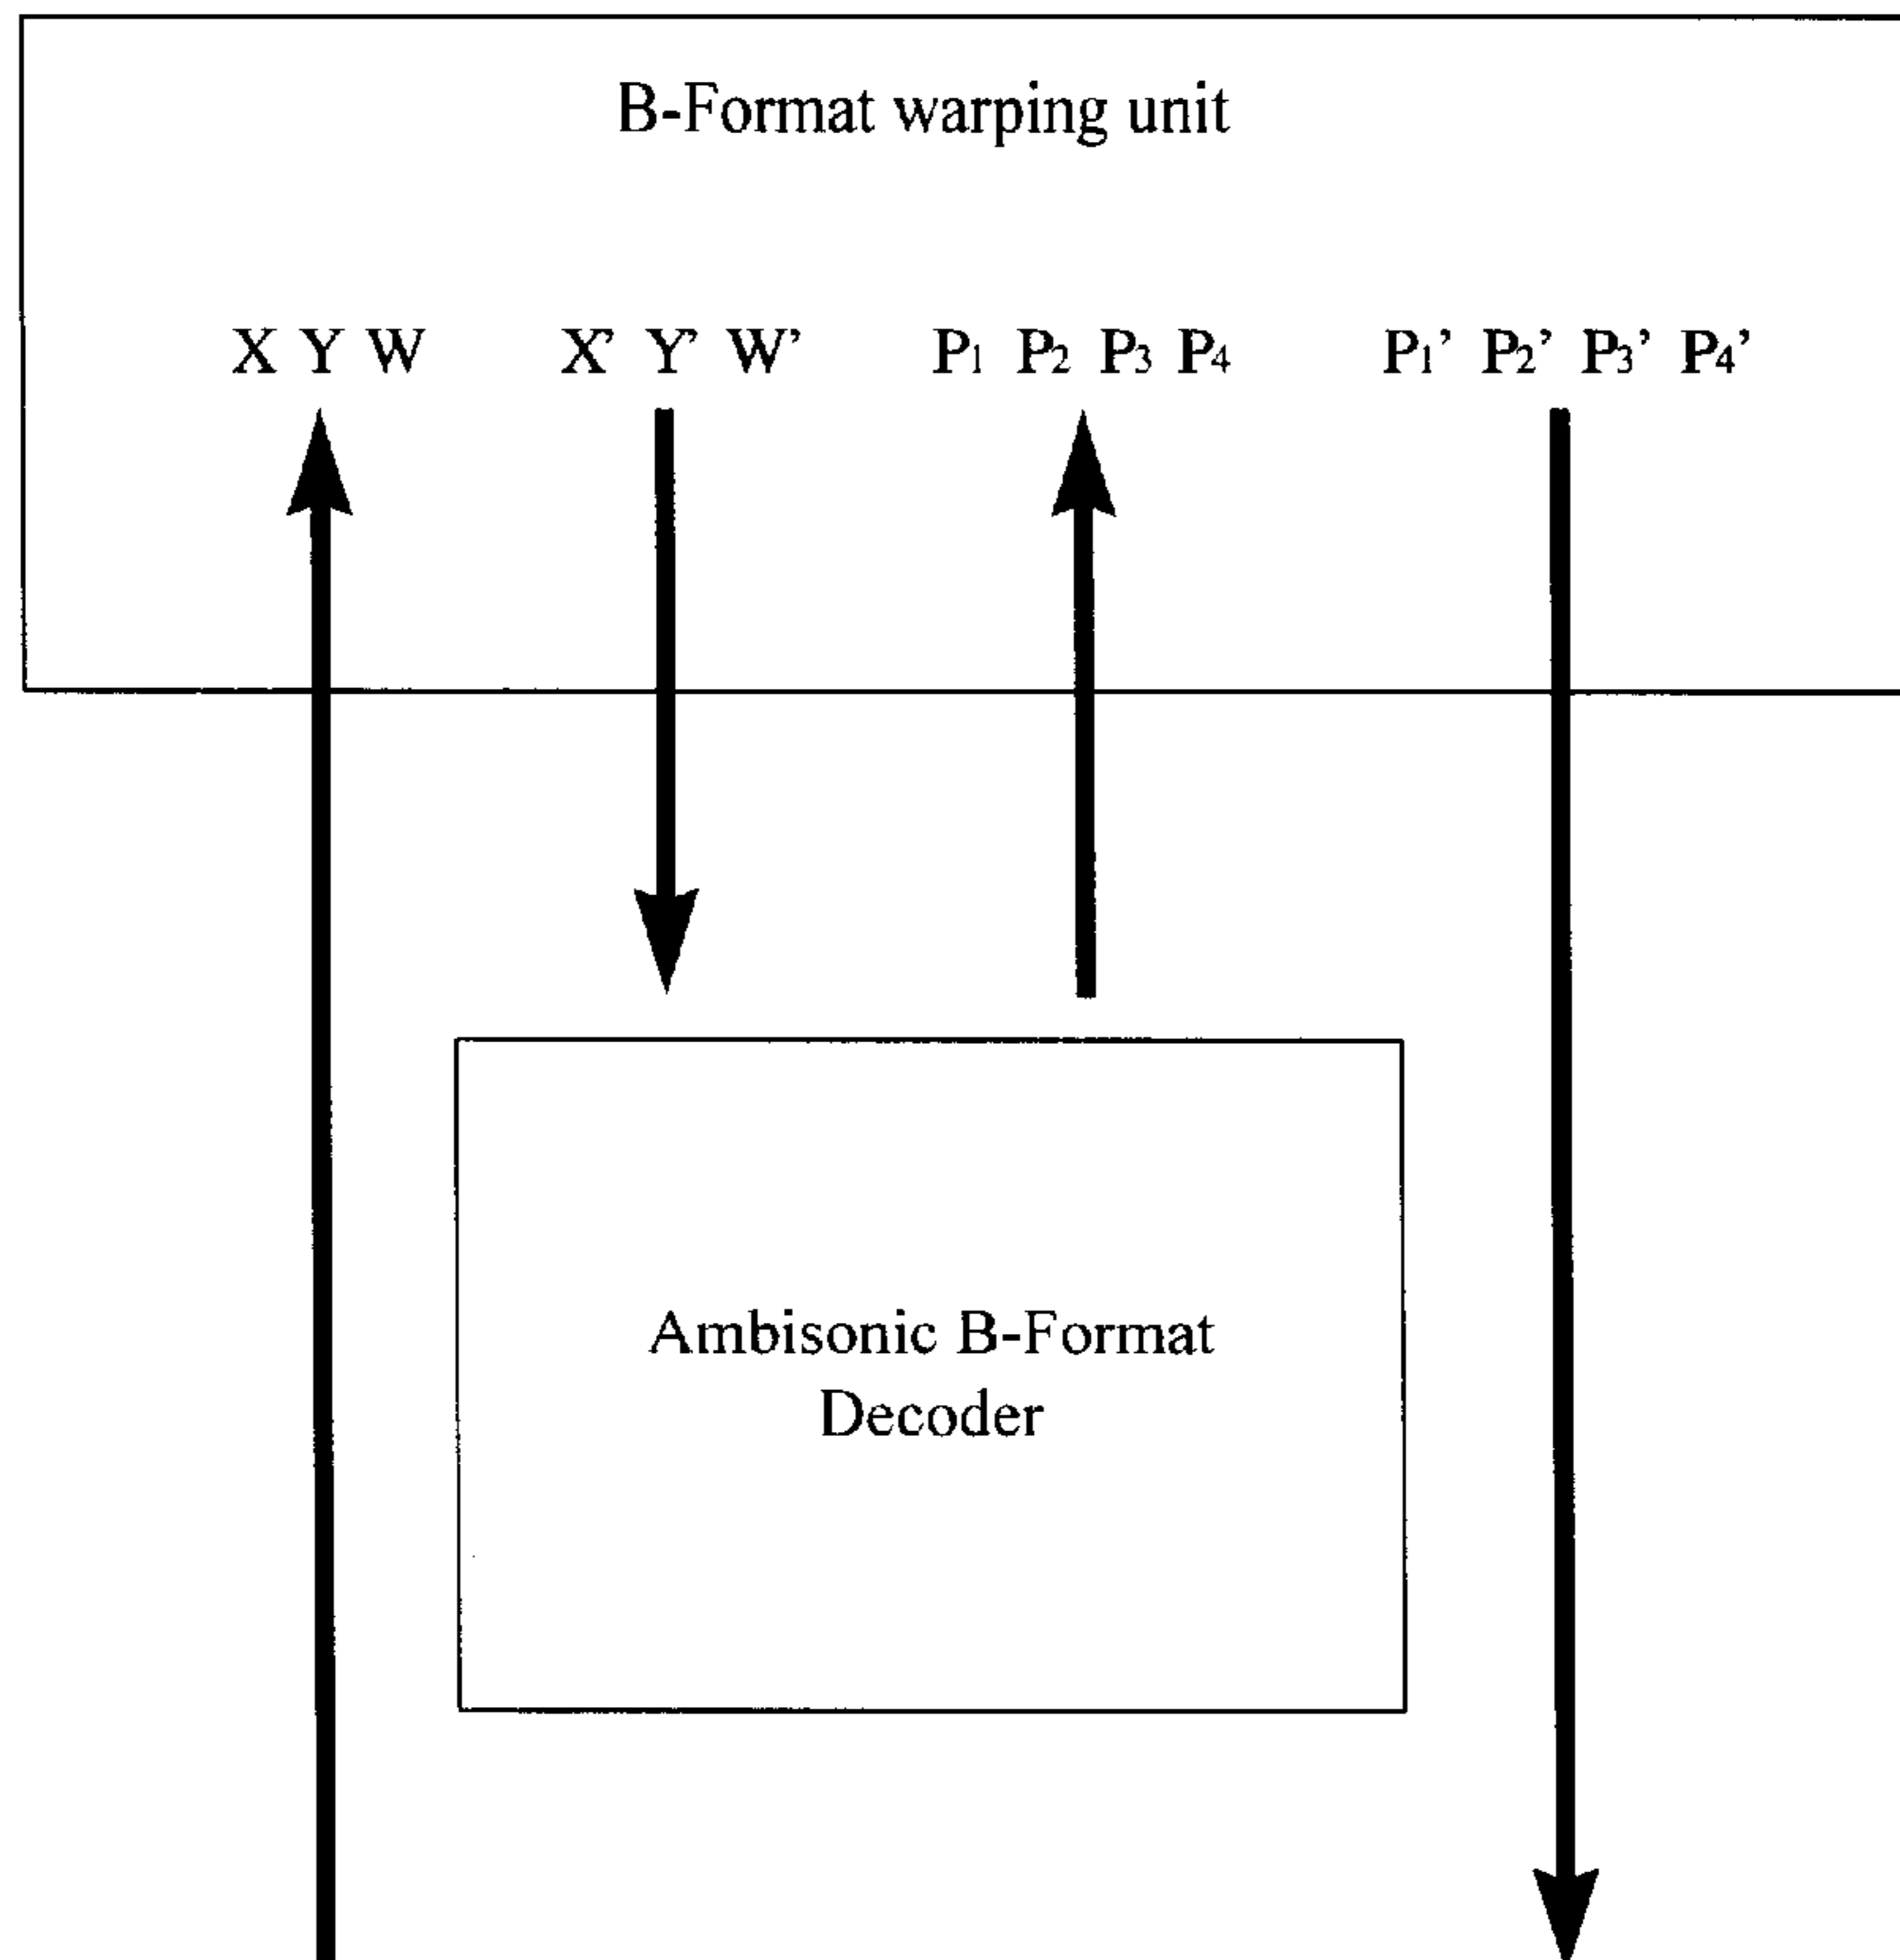 B-Format warping unit
X Y W X' Y' W' P1 P2 P3 P4 P1' P2' P3' P4'
Ambisonic B-Format
Decoder